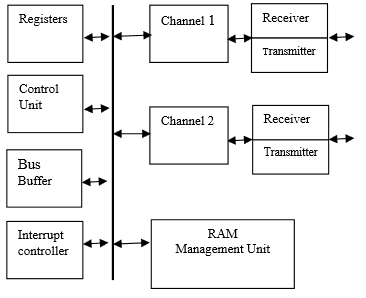 Registers
Channel 1
Receiver
Transmitter
Control
Unit
Channel 2
Receiver
Transmitter
Bus
Buffer
Interrupt
controller
RAM
Management Unit